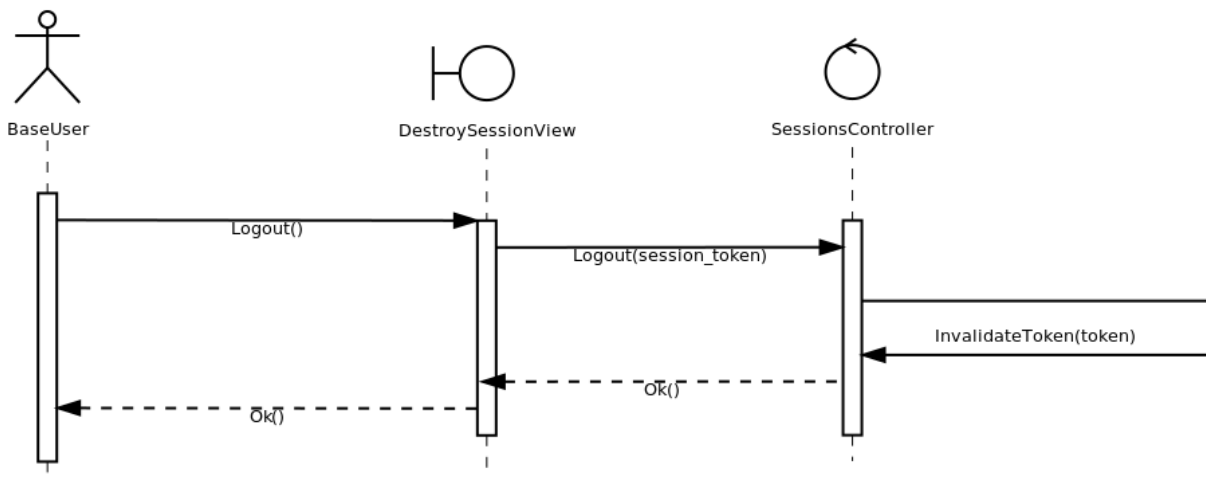 BaseUser
DestroySessionView
SessionsController
Logout()
Logout(session_token)
InvalidateToken(token)
Ok()
Ok()